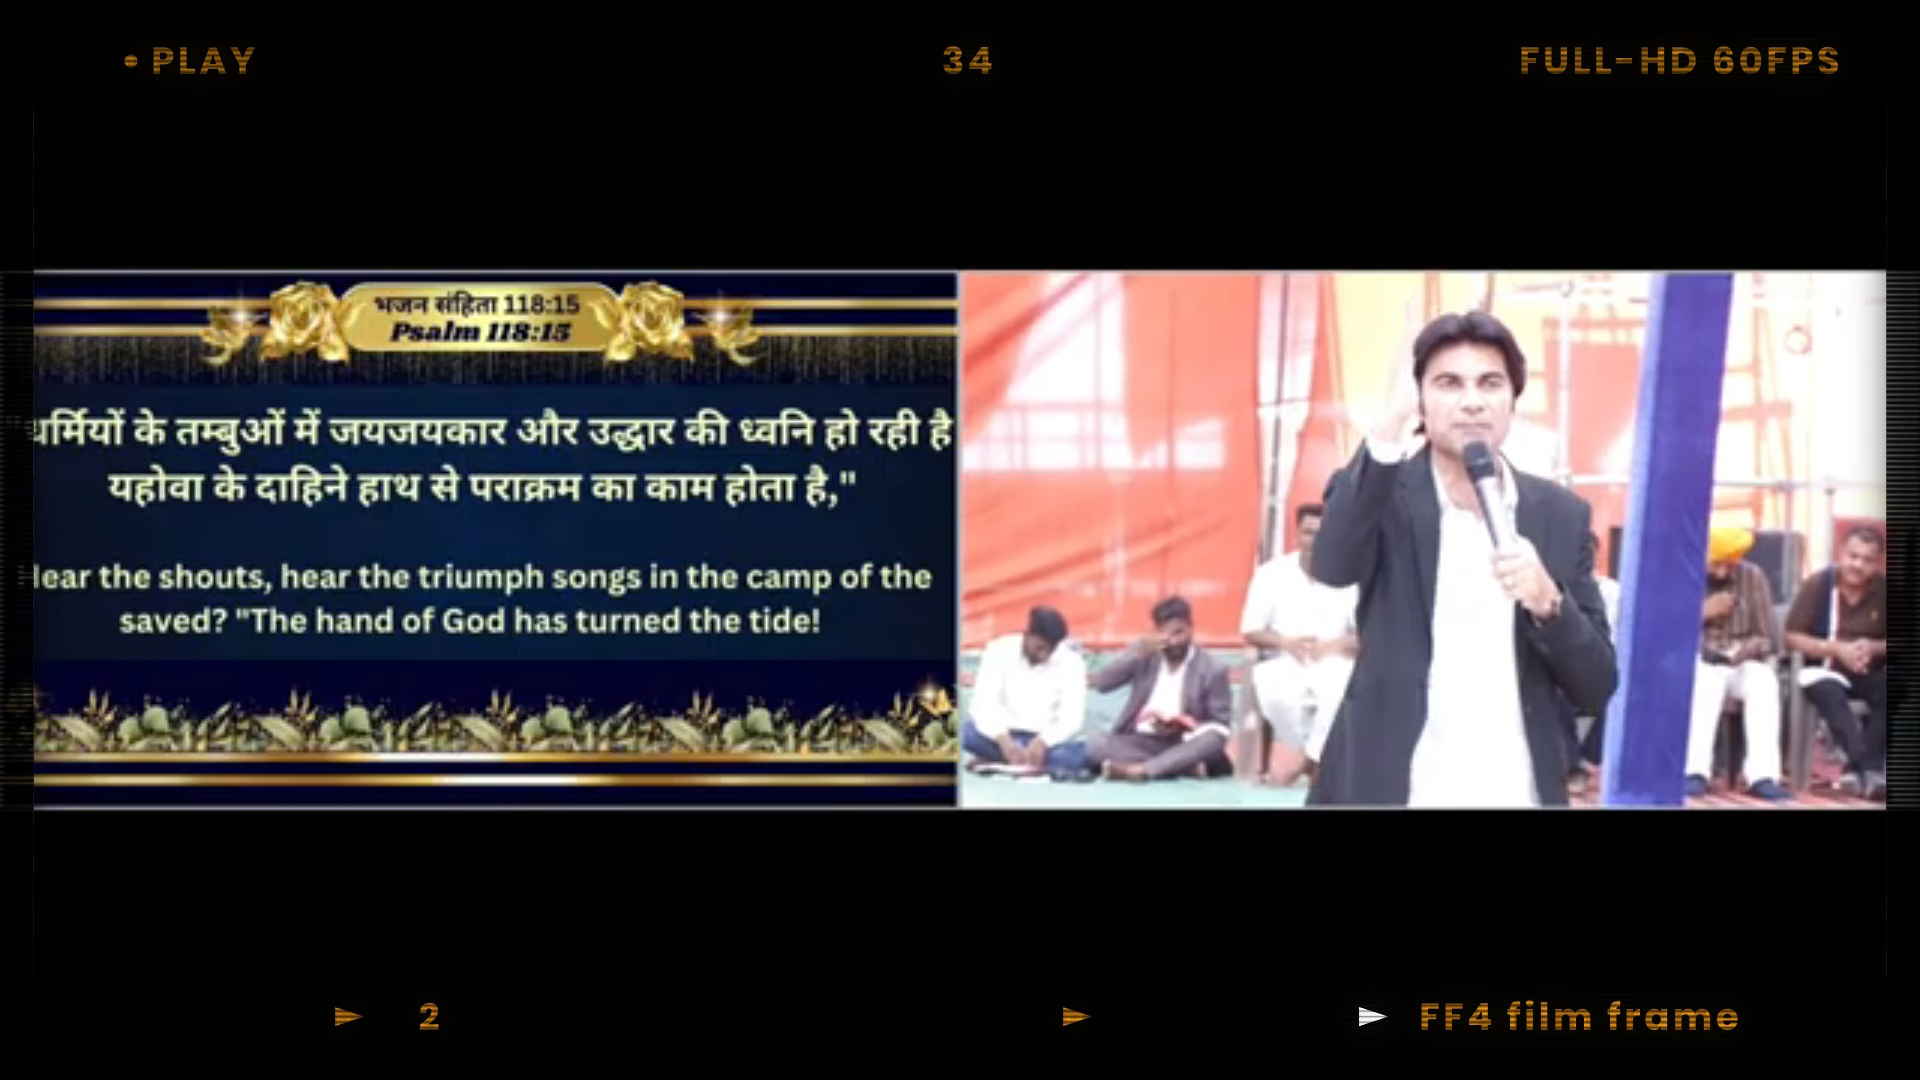 • PLAY
34
FULL-HD 60FPS
भजन संहिता 118:15
Psalm 118:15
"धर्मियों के तम्बुओं में जयजयकार और उद्धार की ध्वनि हो रही है
यहोवा के दाहिने हाथ से पराक्रम का काम होता है,"
Hear the shouts, hear the triumph songs in the camp of the
saved? "The hand of God has turned the tide!
2
FF4 film frame